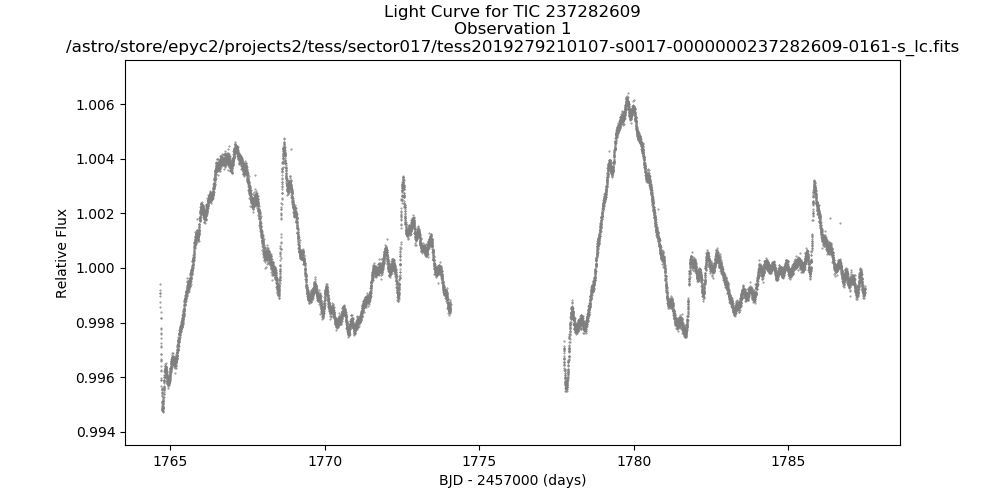 Light Curve for TIC 237282609
Observation 1
/astro/store/epyc2/projects2/tess/sector017/tess2019279210107-s0017-0000000237282609-0161-s_lc.fits
1.006
1.004
1.002
1.000
0.998
0.996
0.994
Relative Flux
1765
1770
1775
1780
1785
BJD - 2457000 (days)